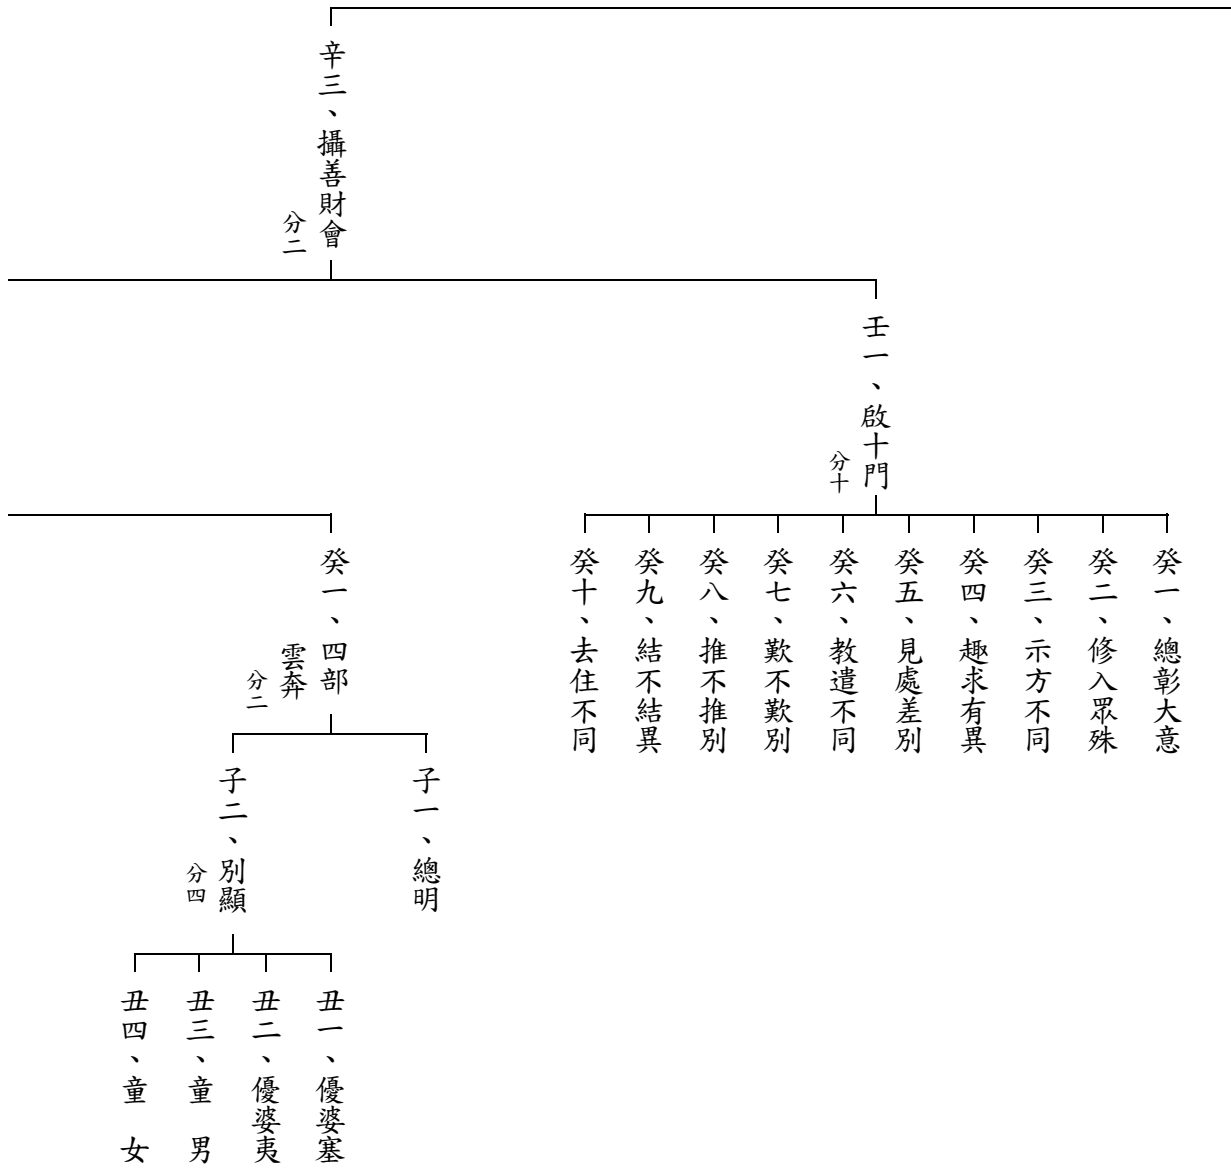 辛三、攝善財會
分二
壬一、啟十門
分十
癸一、總彰大意
癸二、修入眾殊
癸三、示方不同
癸四、趣求有異
癸五、見處差別
癸六、教遣不同
癸七、歎不歎別
癸八、推不推別
癸九、結不結異
癸十、去住不同
癸一、四部
雲奔
分二
子一、總明
子二、別顯
分四
丑一、優婆塞
丑二、優婆夷
丑三、童　男
丑四、童　女